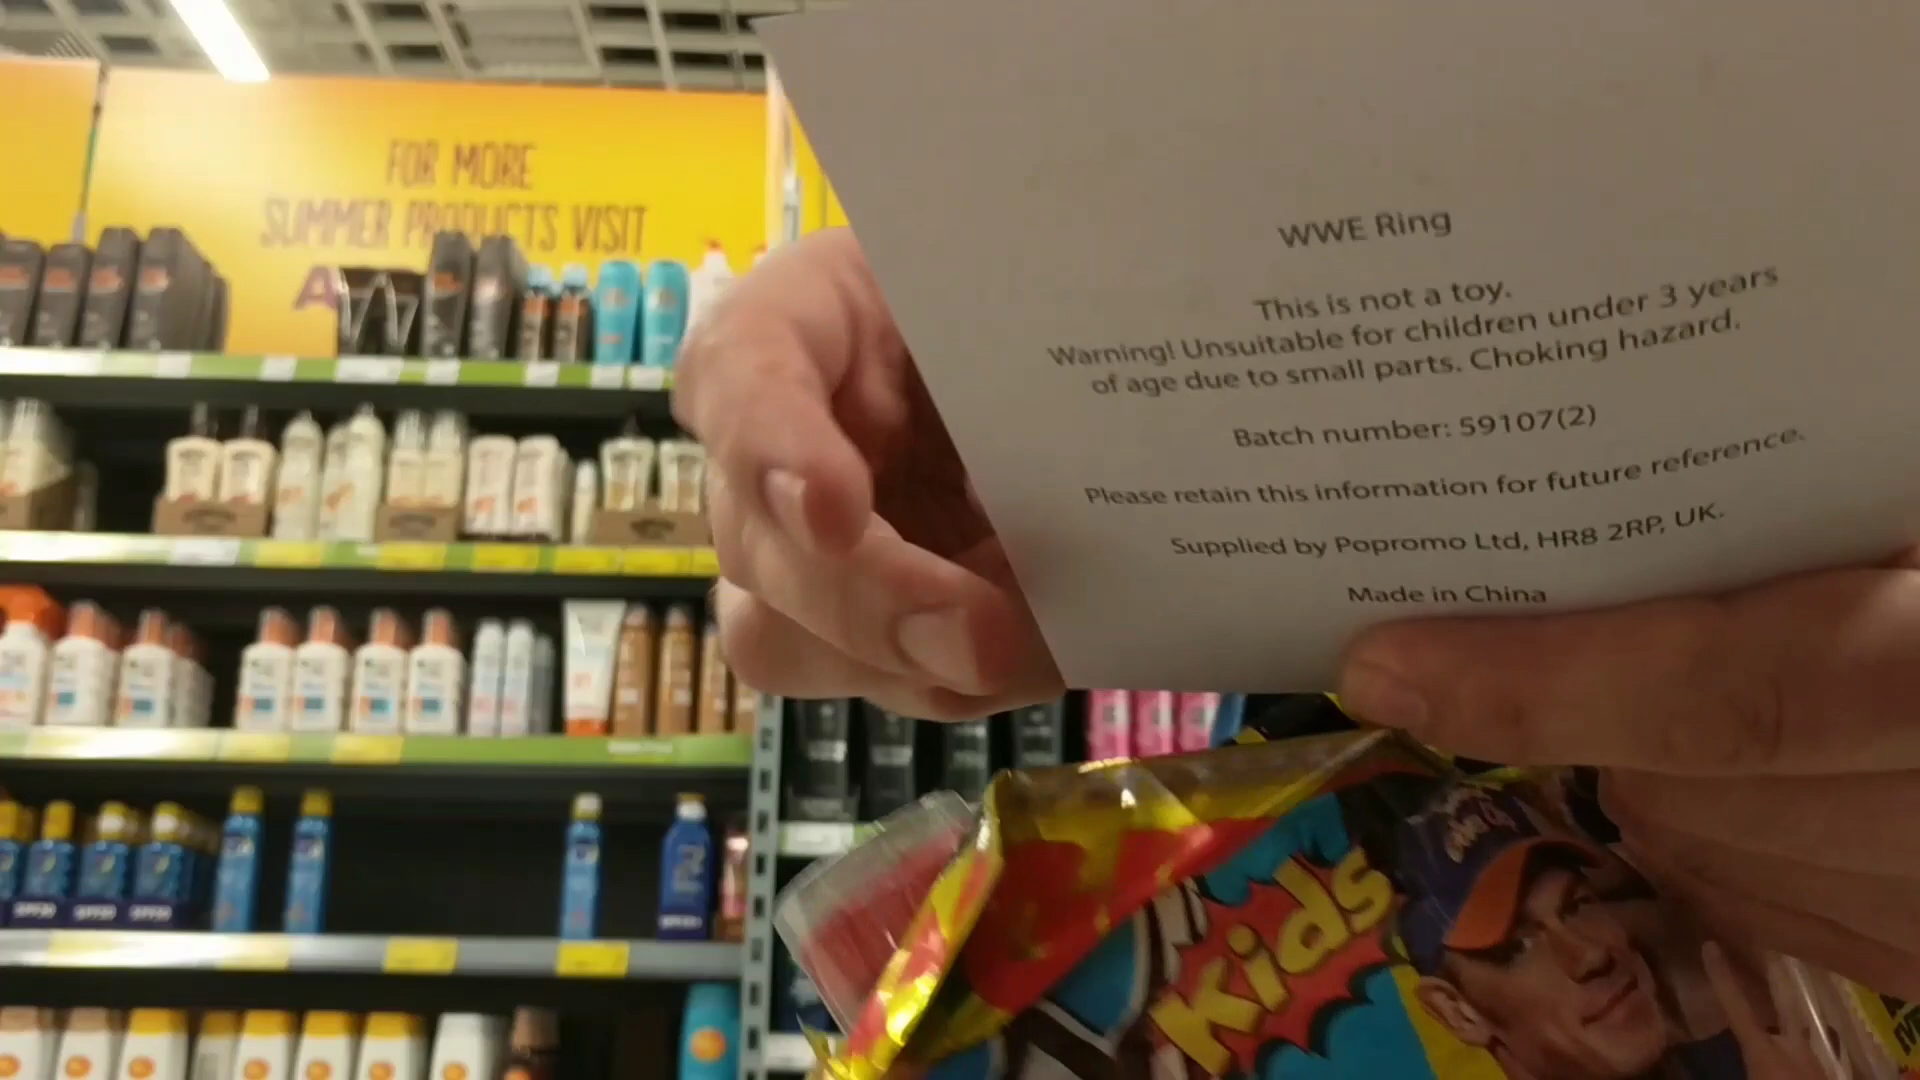 FOR MORE
SUMMER PRODUCTS VISIT
WWE Ring
This is not a toy.
Warning! Unsuitable for children under 3 years
of age due to small parts. Choking hazard.
Batch number: 59107(2)
Please retain this information for future reference.
Supplied by Popromo Ltd, HR8 2RP, UK.
Made in China
Kids